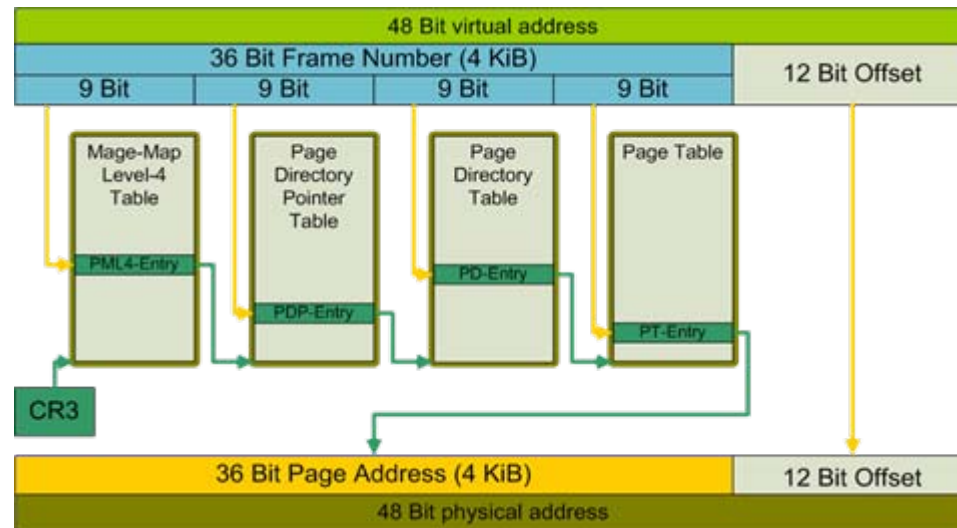 48 Bit virtual address
36 Bit Frame Number (4 KiB)
12 Bit Offset
9 Bit
9 Bit
9 Bit
9 Bit
Mage-Map
Level-4
Table
Page
Directory
Pointer
Table
Page
Directory
Table
Page Table
PML4-Entry
PDP-Entry
PD-Entry
PT-Entry
CR3
36 Bit Page Address (4 KiB)
12 Bit Offset
48 Bit physical address